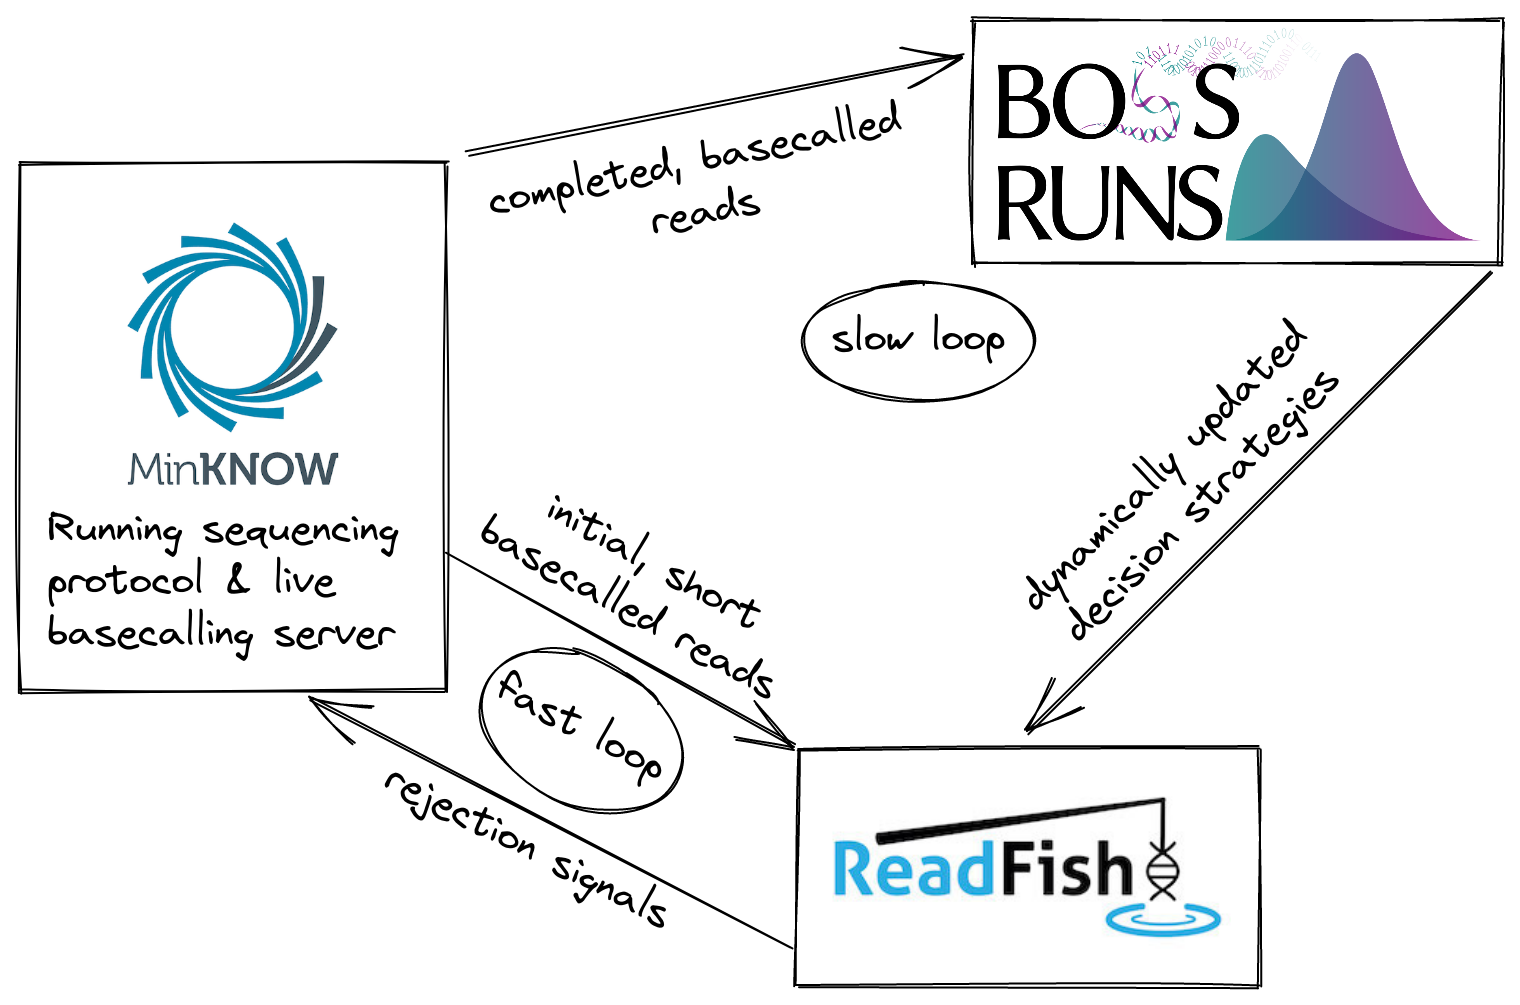 completed, basecalled
reads
BOSS
RUNS
slow loop
MinKNOW
Running sequencing
protocol & live
basecalling server
initial, short
basecalled reads
fast loop
rejection signals
dynamically updated
decision strategies
ReadFish